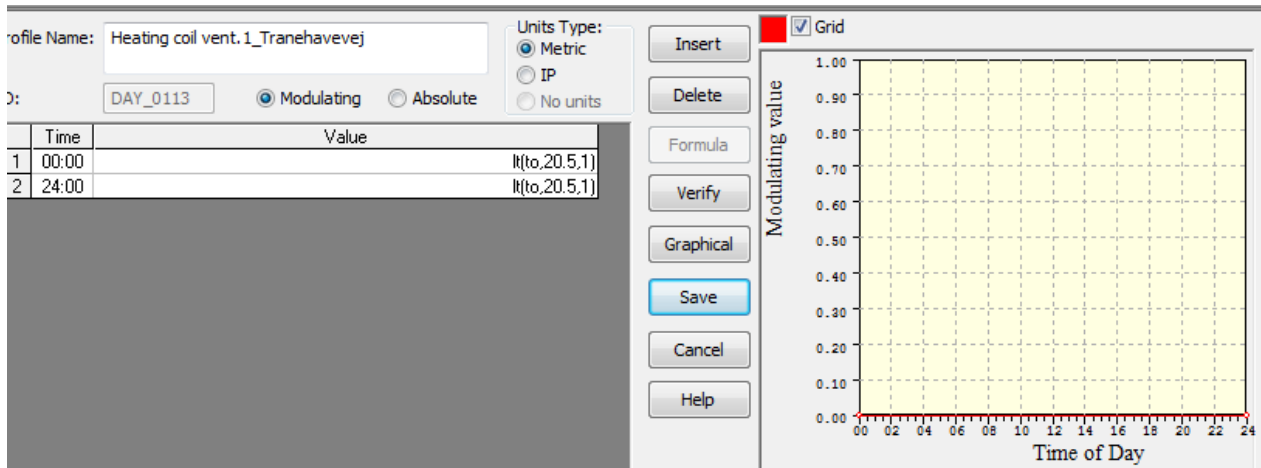 rofile Name: Heating coil vent. 1_Tranehavevej
Units Type:
Metric
IP
No units
D: DAY_0113 Modulating Absolute
Time Value
1 00:00 lt(to,20.5,1)
2 24:00 lt(to,20.5,1)
Insert
Delete
Formula
Verify
Graphical
Save
Cancel
Help
Grid
Modulating value
1.00
0.90
0.80
0.70
0.60
0.50
0.40
0.30
0.20
0.10
0.00
00 02 04 06 08 10 12 14 16 18 20 22 24
Time of Day